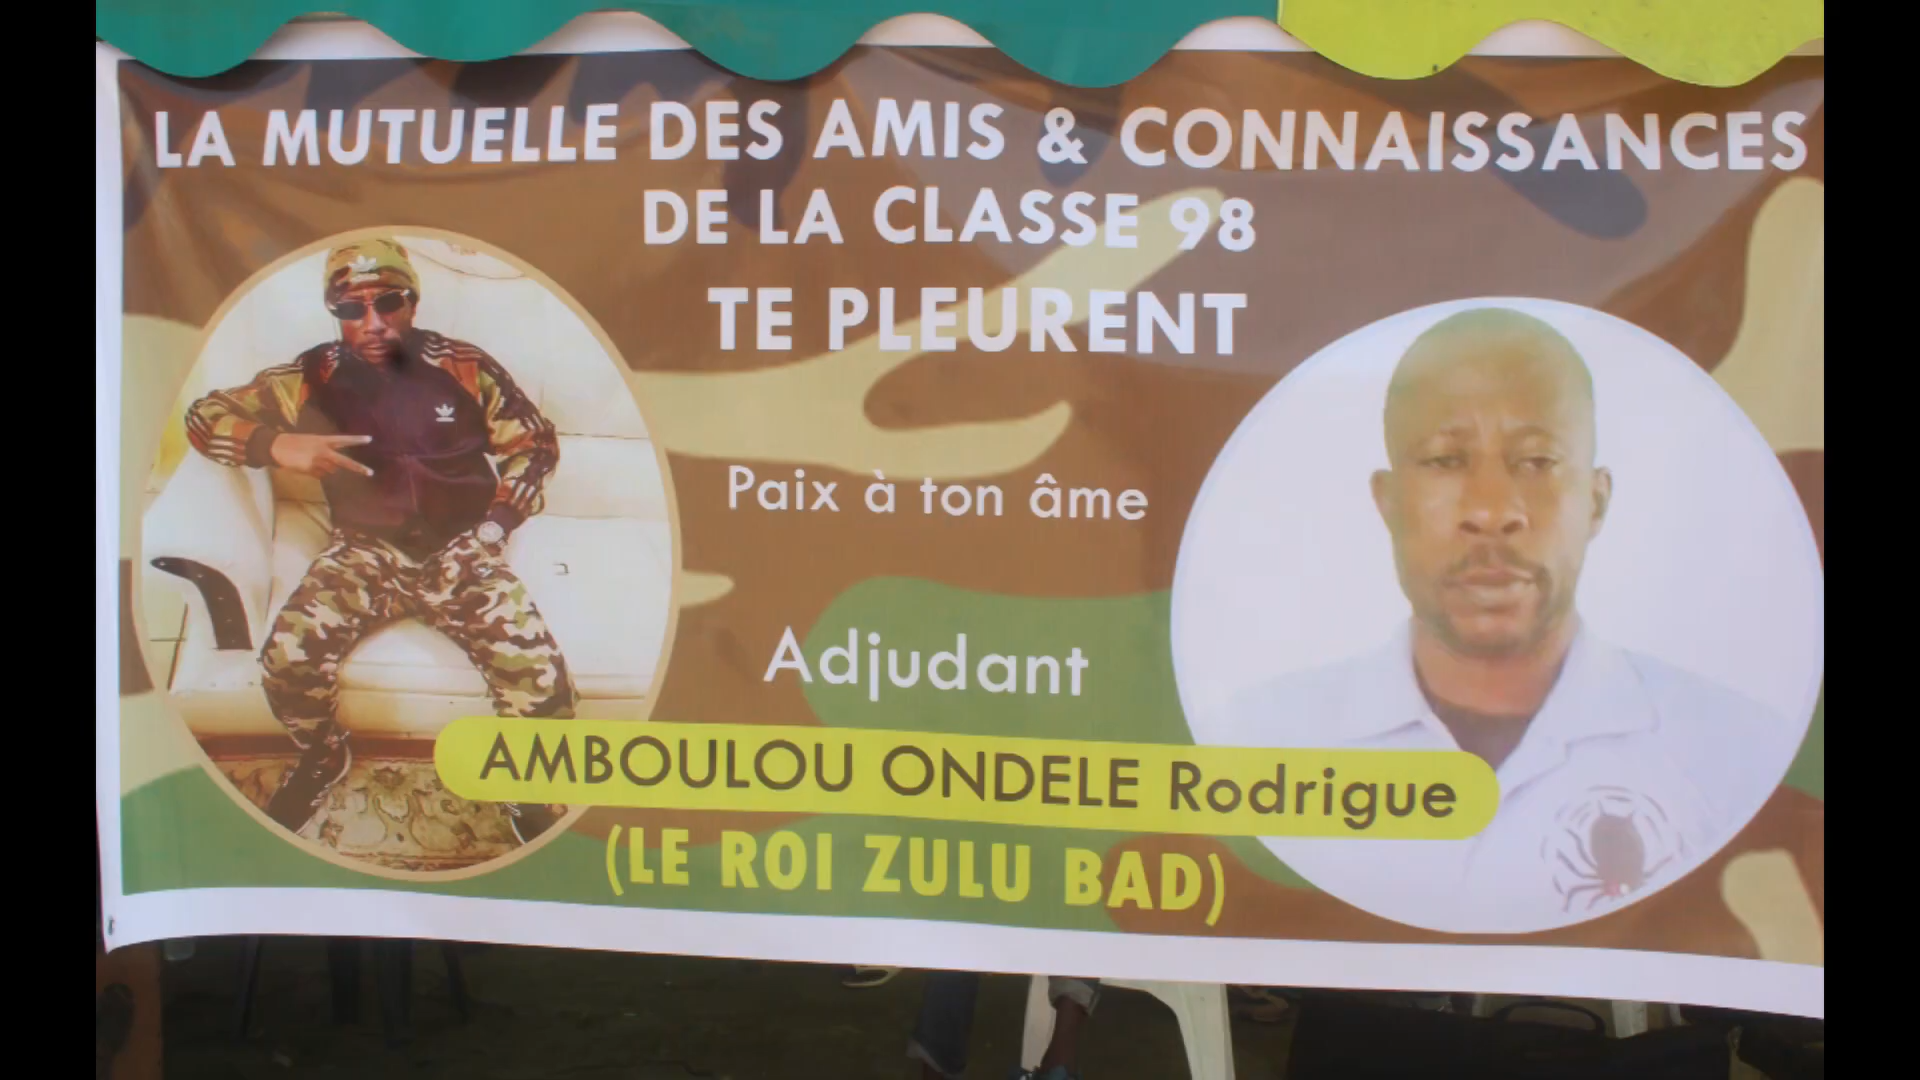 LA MUTUELLE DES AMIS & CONNAISSANCES
DE LA CLASSE 98
TE PLEURENT
Paix à ton âme
Adjudant
AMBOULOU ONDELE Rodrigue
(LE ROI ZULU BAD)